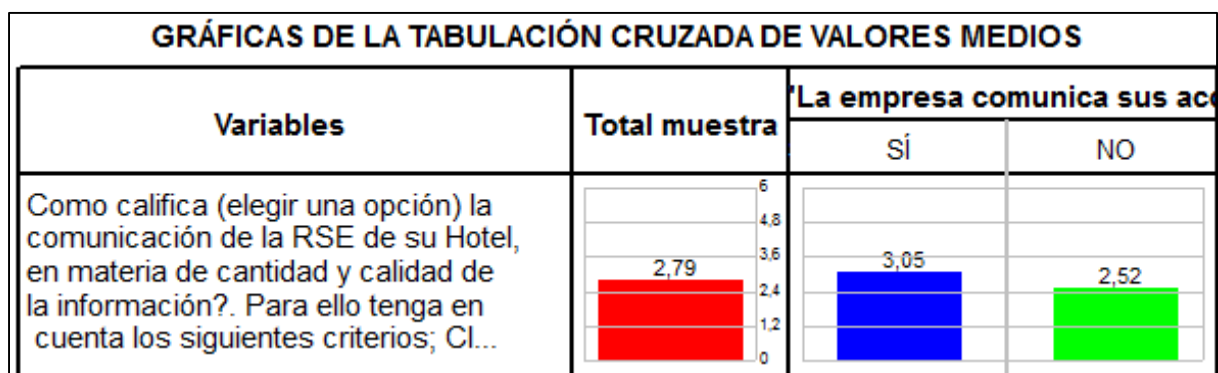 GRÁFICAS DE LA TABULACIÓN CRUZADA DE VALORES MEDIOS
Variables
Total muestra
"La empresa comunica sus
SÍ
NO
Como califica (elegir una opción) la
comunicación de la RSE de su Hotel,
en materia de cantidad y calidad de
la información?. Para ello tenga en
cuenta los siguientes criterios; Cl...
6
4,8
3,6
2,4
1,2
0
2,79
3,05
2,52